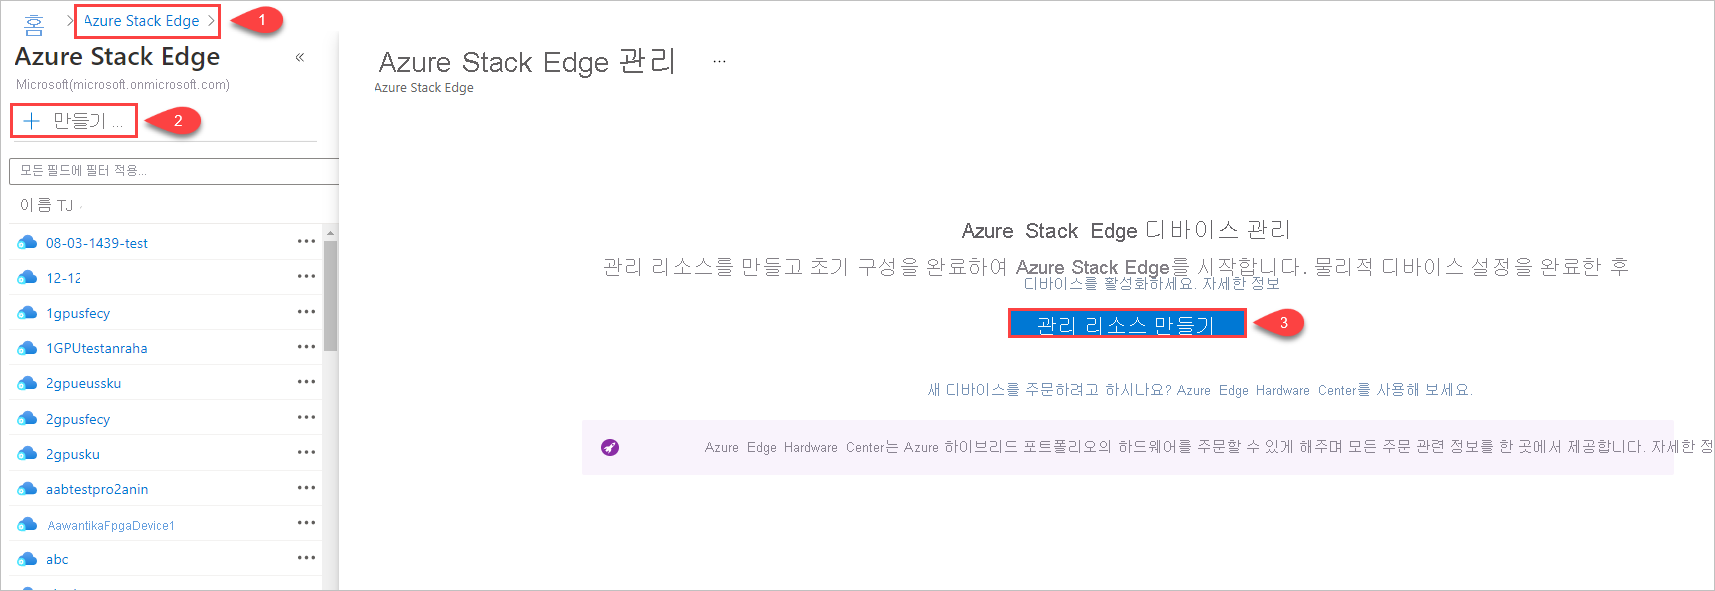 홈 > Azure Stack Edge >
1
Azure Stack Edge «
Microsoft(microsoft.onmicrosoft.com)
+ 만들기 ...
2
모든 필드에 필터 적용...
이름 TJ
08-03-1439-test ...
12-12 ...
1gpusfecy ...
1GPUtestanraha ...
2gpueussku ...
2gpusfecy ...
2gpusku ...
aabtestpro2anin ...
AawantikaFpgaDevice1 ...
abc ...
Azure Stack Edge 관리 ...
Azure Stack Edge
Azure Stack Edge 디바이스 관리
관리 리소스를 만들고 초기 구성을 완료하여 Azure Stack Edge를 시작합니다. 물리적 디바이스 설정을 완료한 후
디바이스를 활성화하세요. 자세한 정보
관리 리소스 만들기
3
새 디바이스를 주문하려고 하시나요? Azure Edge Hardware Center를 사용해 보세요.
Azure Edge Hardware Center는 Azure 하이브리드 포트폴리오의 하드웨어를 주문할 수 있게 해주며 모든 주문 관련 정보를 한 곳에서 제공합니다. 자세한 정